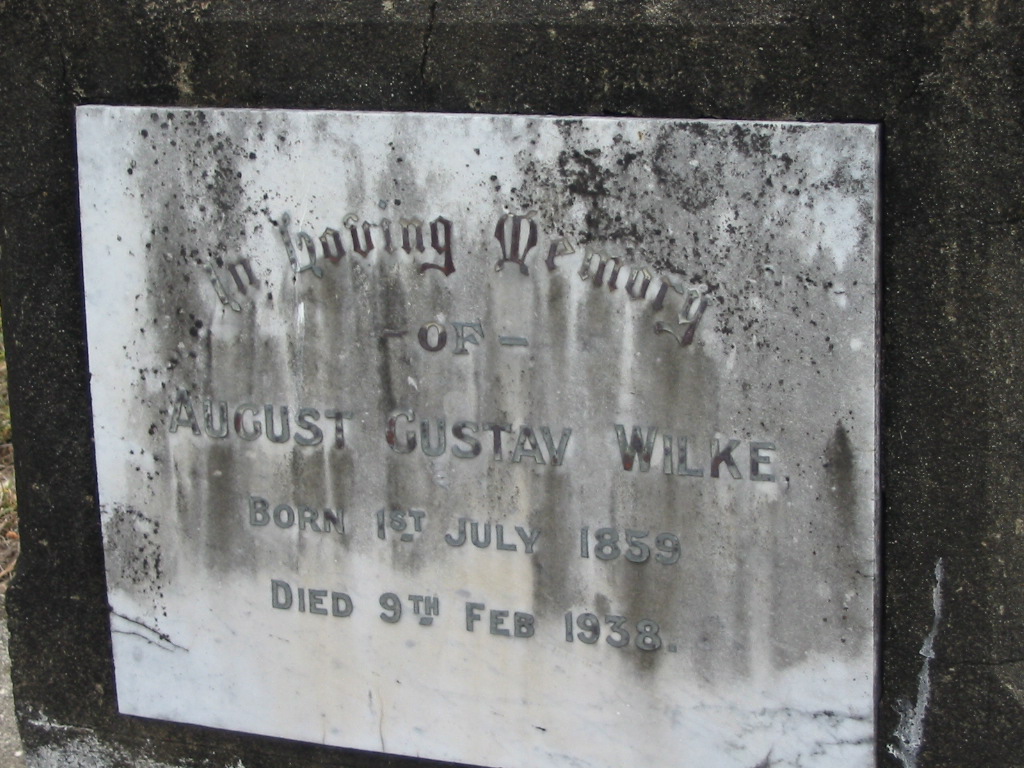 In Loving Memory
- OF -
AUGUST GUSTAV WILKE.
BORN 1ST JULY 1859
DIED 9TH FEB 1938.